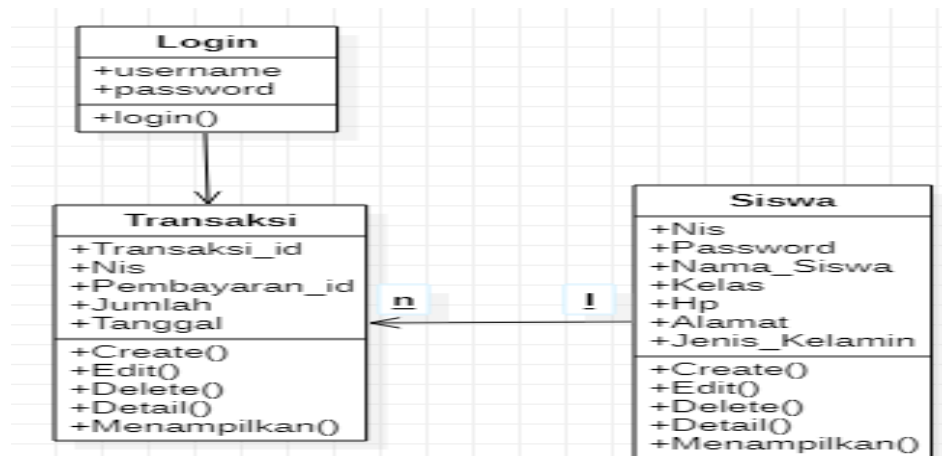 Login
+username
+password
+login()
Transaksi
+Transaksi_id
+Nis
+Pembayaran_id
+Jumlah
+Tanggal
+Create()
+Edit()
+Delete()
+Detail()
+Menampilkan()
n
1
Siswa
+Nis
+Password
+Nama_Siswa
+Kelas
+Hp
+Alamat
+Jenis_Kelamin
+Create()
+Edit()
+Delete()
+Detail()
+Menampilkan()